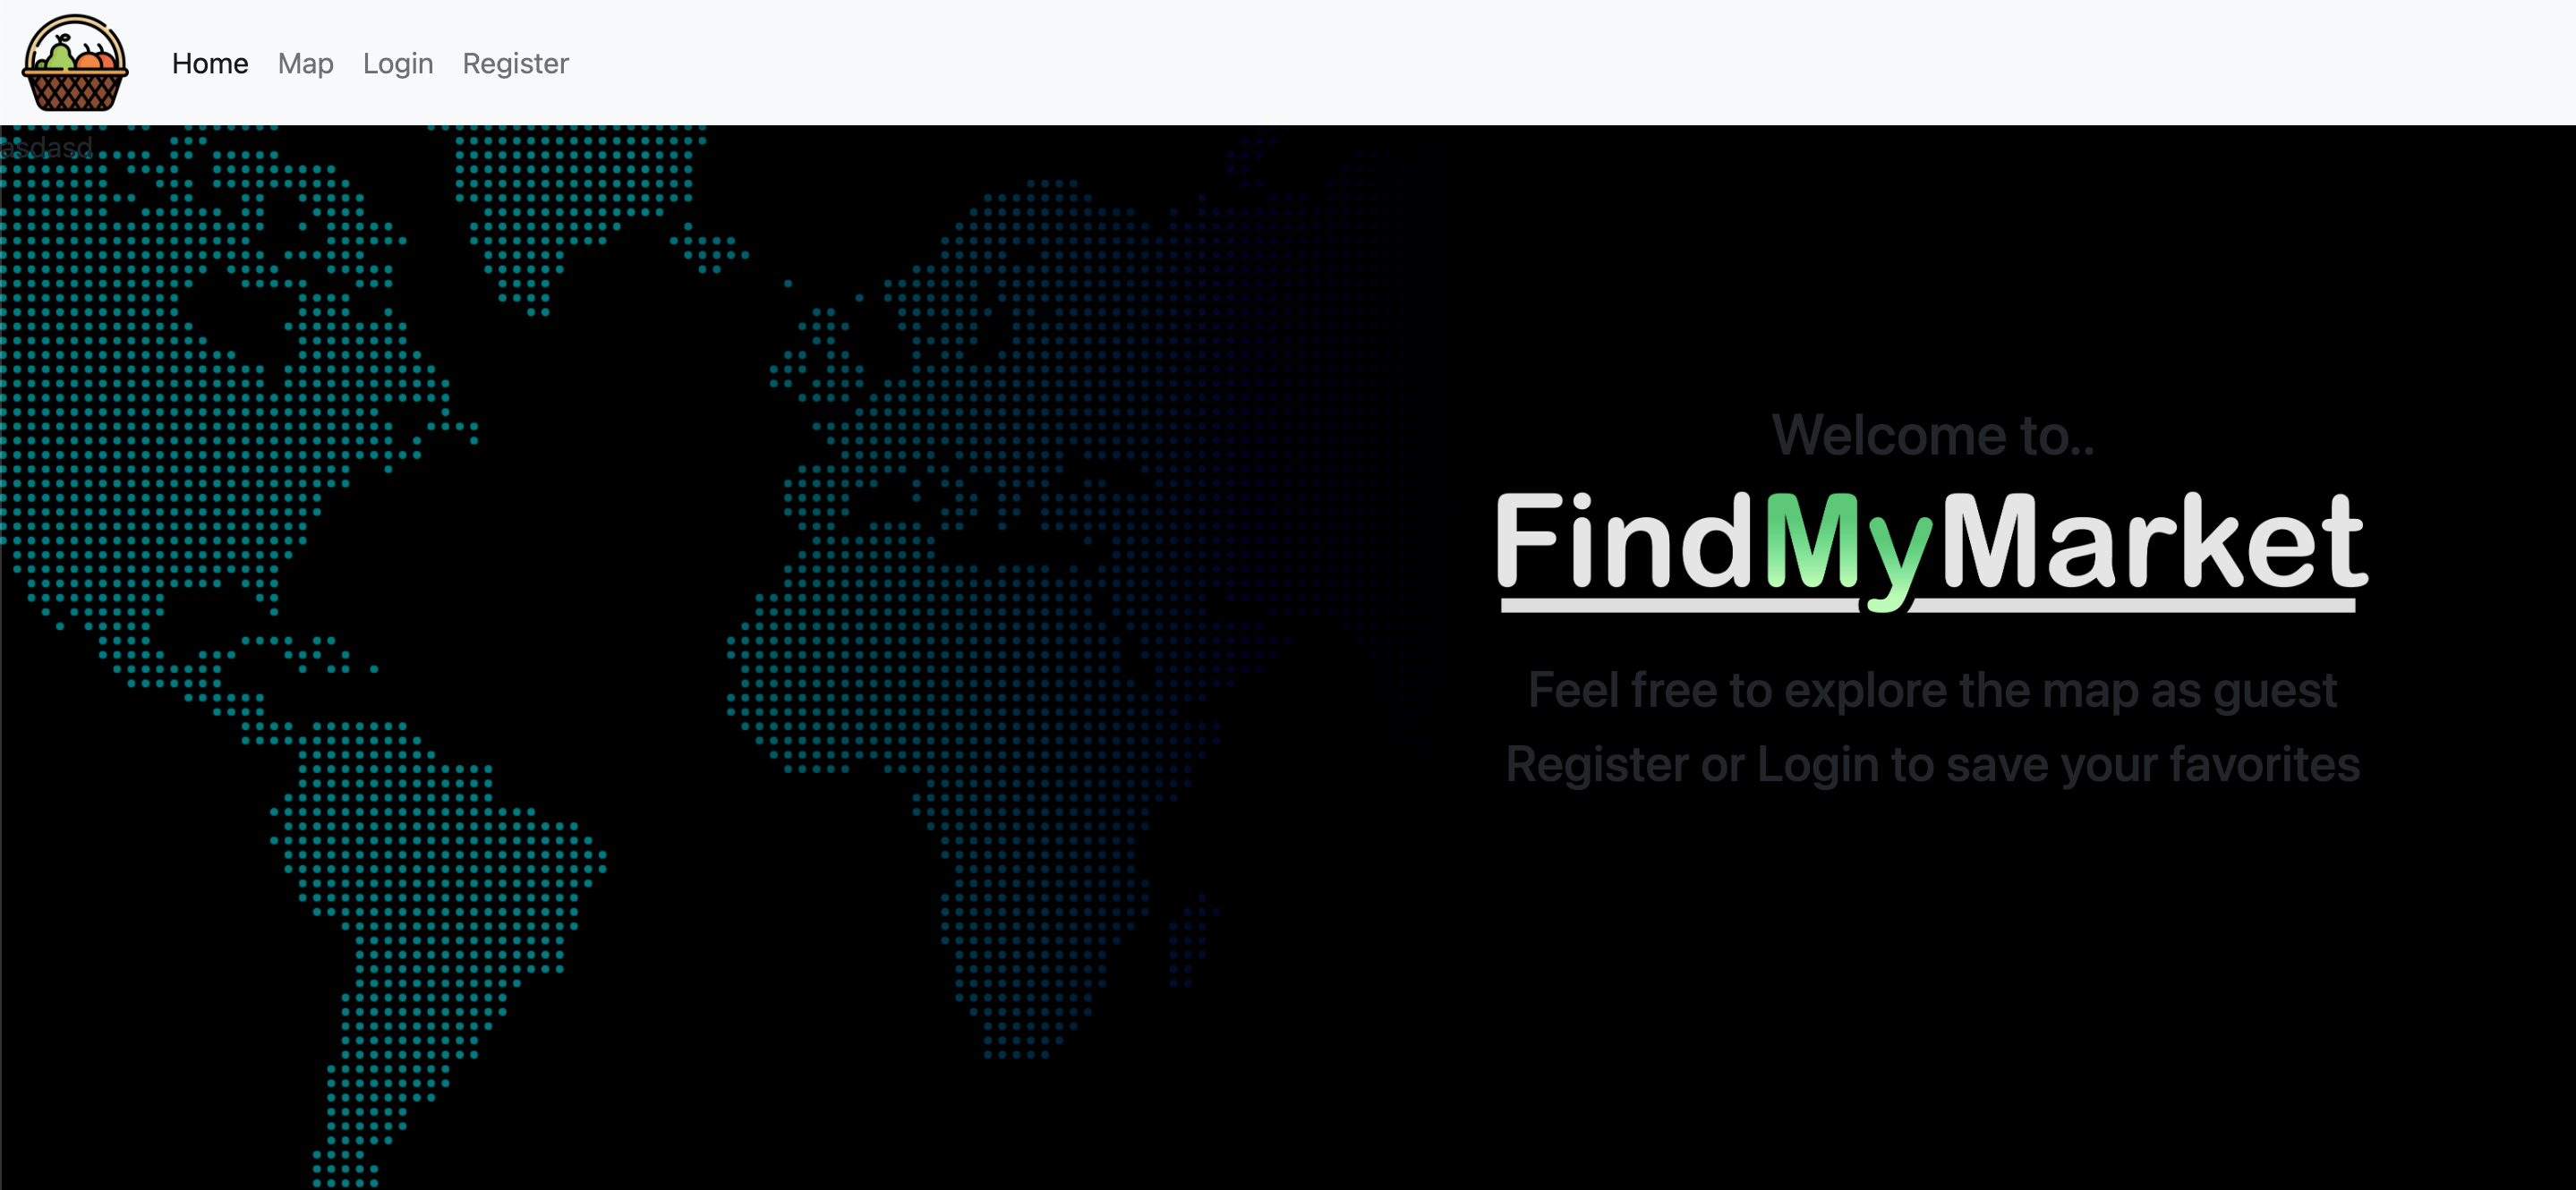 Home Map Login Register
asdasd
Welcome to..
FindMyMarket
Feel free to explore the map as guest
Register or Login to save your favorites